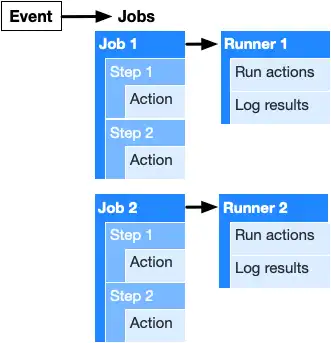 Event
Jobs
Job 1
Step 1
Action
Step 2
Action
Runner 1
Run actions
Log results
Job 2
Step 1
Action
Step 2
Action
Runner 2
Run actions
Log results